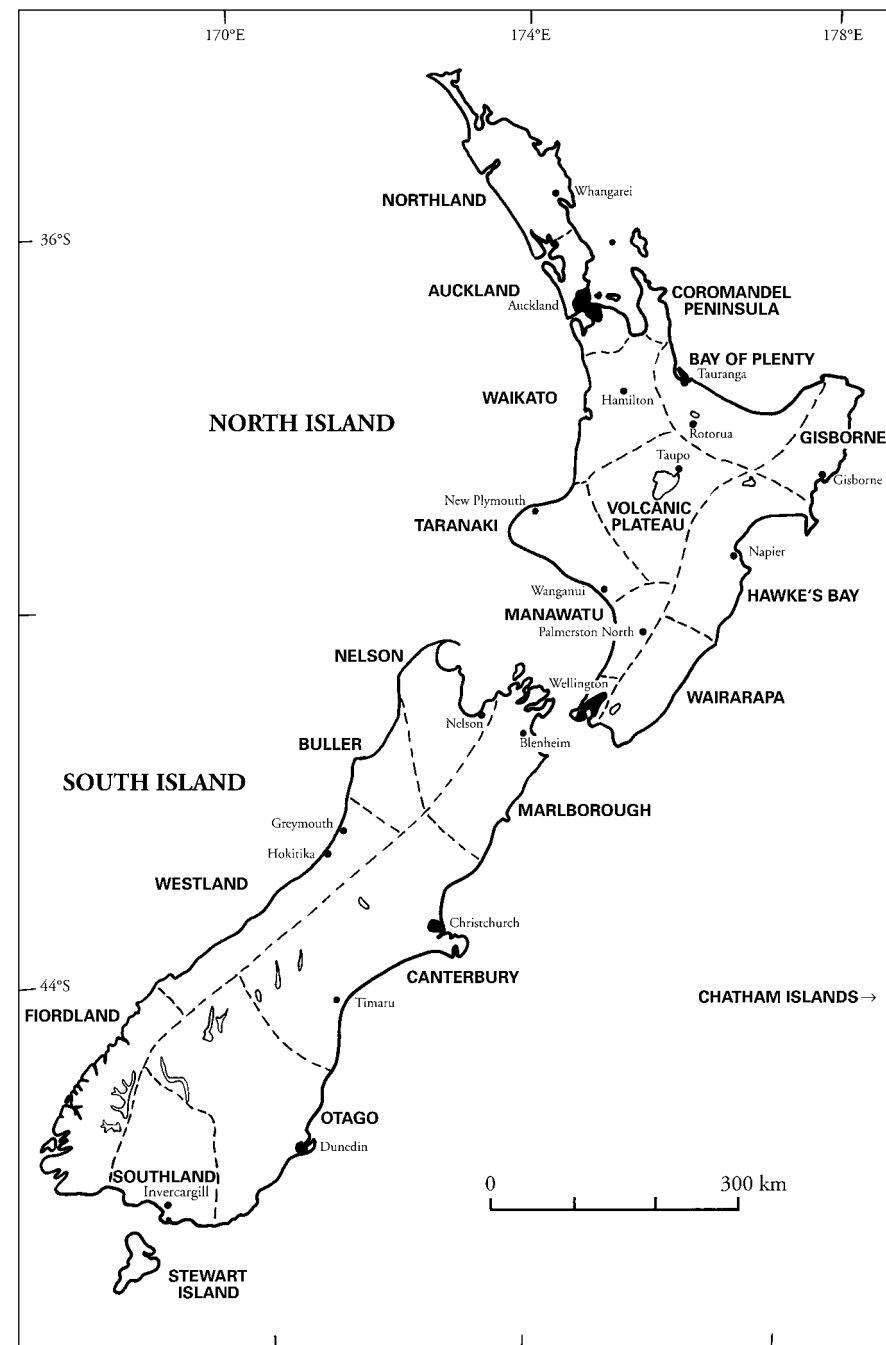 170°E
174°E
178°E
Whangarei
NORTHLAND
36°S
AUCKLAND
Auckland
COROMANDEL
PENINSULA
BAY OF PLENTY
Tauranga
WAIKATO
Hamilton
NORTH ISLAND
Rotorua
GISBORNE
Taupo
Gisborne
New Plymouth
VOLCANIC
PLATEAU
TARANAKI
Napier
Wanganui
HAWKE'S BAY
MANAWATU
Palmerston North
NELSON
Wellington
WAIRARAPA
Nelson
BULLER
Blenheim
SOUTH ISLAND
MARLBOROUGH
Greymouth
Hokitika
WESTLAND
Christchurch
CANTERBURY
44°S
CHATHAM ISLANDS→
Timaru
FIORDLAND
OTAGO
Dunedin
SOUTHLAND
Invercargill
0 300 km
STEWART
ISLAND